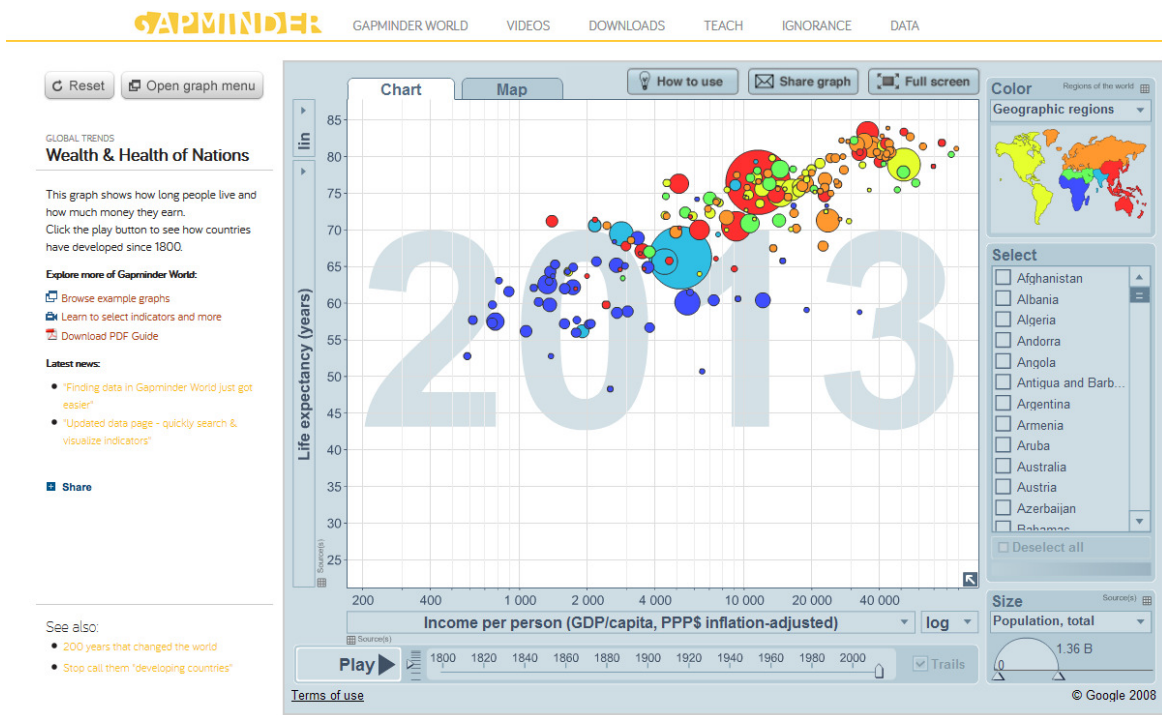 GAPMINDER
GAPMINDER WORLD VIDEOS DOWNLOADS TEACH IGNORANCE DATA
Reset Open graph menu
GLOBAL TRENDS
Wealth & Health of Nations
This graph shows how long people live and
how much money they earn.
Click the play button to see how countries
have developed since 1800.
Explore more of Gapminder World:
Browse example graphs
Learn to select indicators and more
Download PDF Guide
Latest news:
"Finding data in Gapminder World just got
easier"
"Updated data page - quickly search &
visualize indicators"
Share
See also:
200 years that changed the world
Stop call them "developing countries"
Chart Map
How to use Share graph Full screen
lin
Life expectancy (years)
Source(s)
85
80
75
70
65
60
55
50
45
40
35
30
25
2013
200 400 1 000 2 000 4 000 10 000 20 000 40 000
Income per person (GDP/capita, PPP$ inflation-adjusted) log
Source(s)
Play
1800 1820 1840 1860 1880 1900 1920 1940 1960 1980 2000
Trails
Terms of use
Color Regions of the world
Geographic regions
Select
Afghanistan
Albania
Algeria
Andorra
Angola
Antigua and Barb...
Argentina
Armenia
Aruba
Australia
Austria
Azerbaijan
Bahamas
Deselect all
Size Source(s)
Population, total
1.36 B
0
© Google 2008